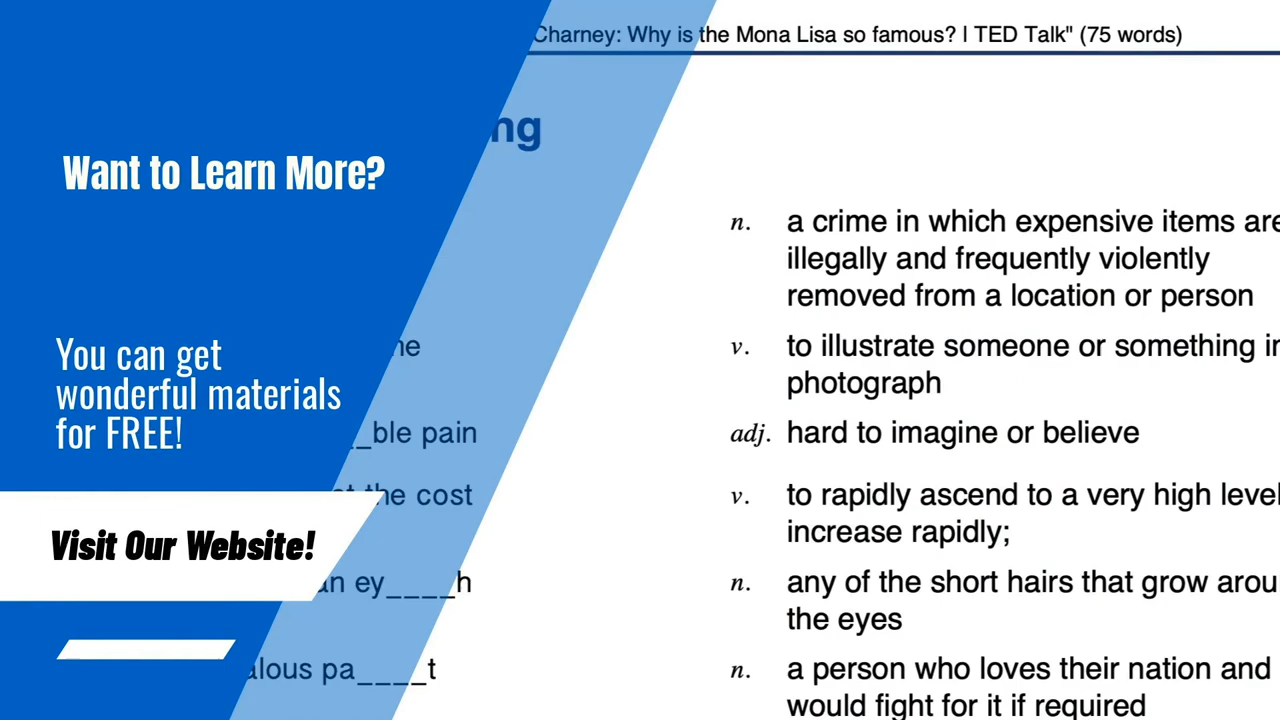 Charney: Why is the Mona Lisa so famous? | TED Talk" (75 words)
ng
Want to Learn More?
You can get
wonderful materials
for FREE!
Visit Our Website!
ne
_ble pain
the cost
an ey____h
alous pa____t
n. a crime in which expensive items are
illegally and frequently violently
removed from a location or person
v. to illustrate someone or something in
photograph
adj. hard to imagine or believe
v. to rapidly ascend to a very high level
increase rapidly;
n. any of the short hairs that grow arou
the eyes
n. a person who loves their nation and
would fight for it if required